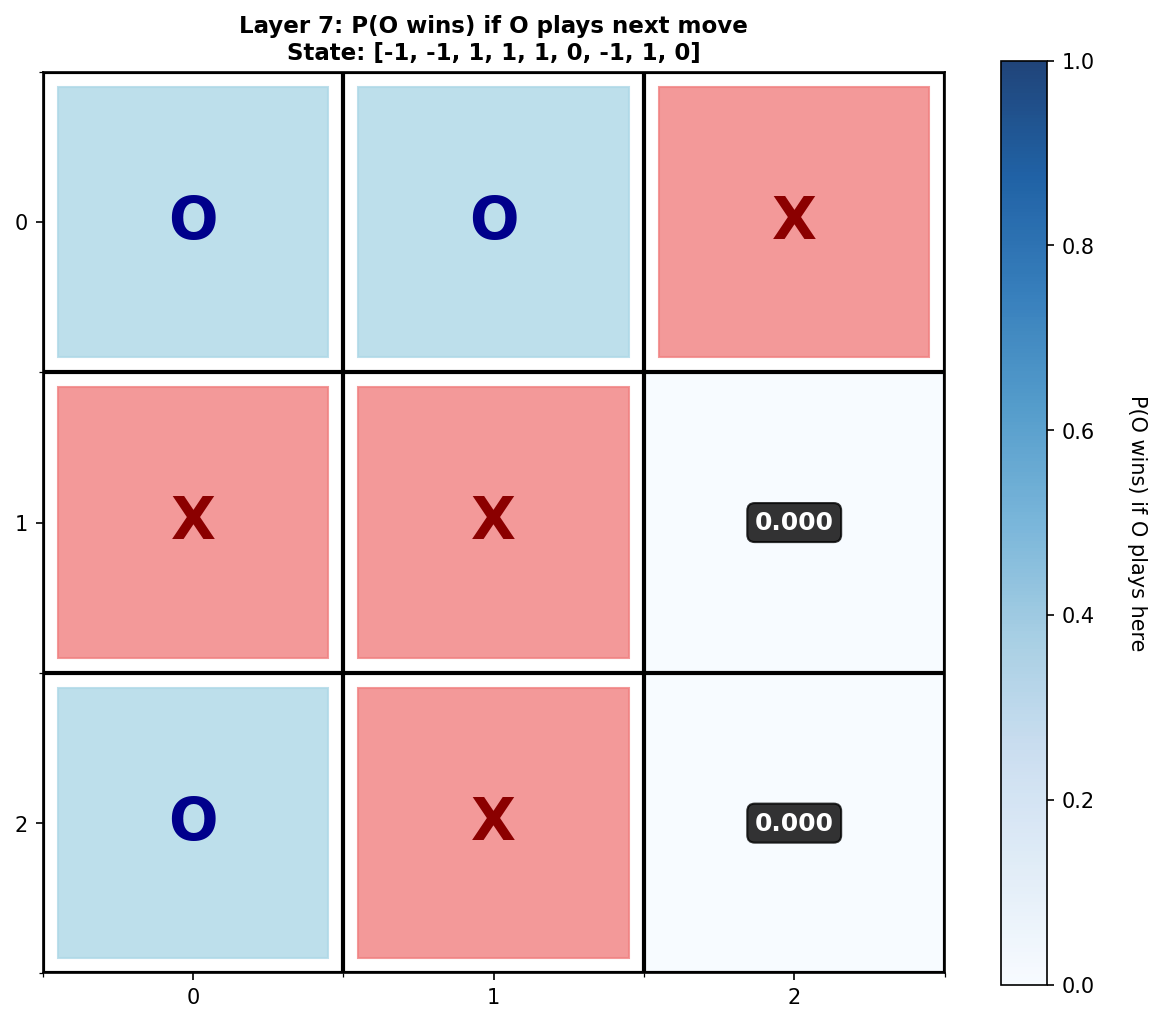 Layer 7: P(O wins) if O plays next move
State: [-1, -1, 1, 1, 1, 0, -1, 1, 0]
0
O
O
X
1
X
X
0.000
2
O
X
0.000
0
1
2
1.0
0.8
0.6
0.4
0.2
0.0
P(O wins) if O plays here